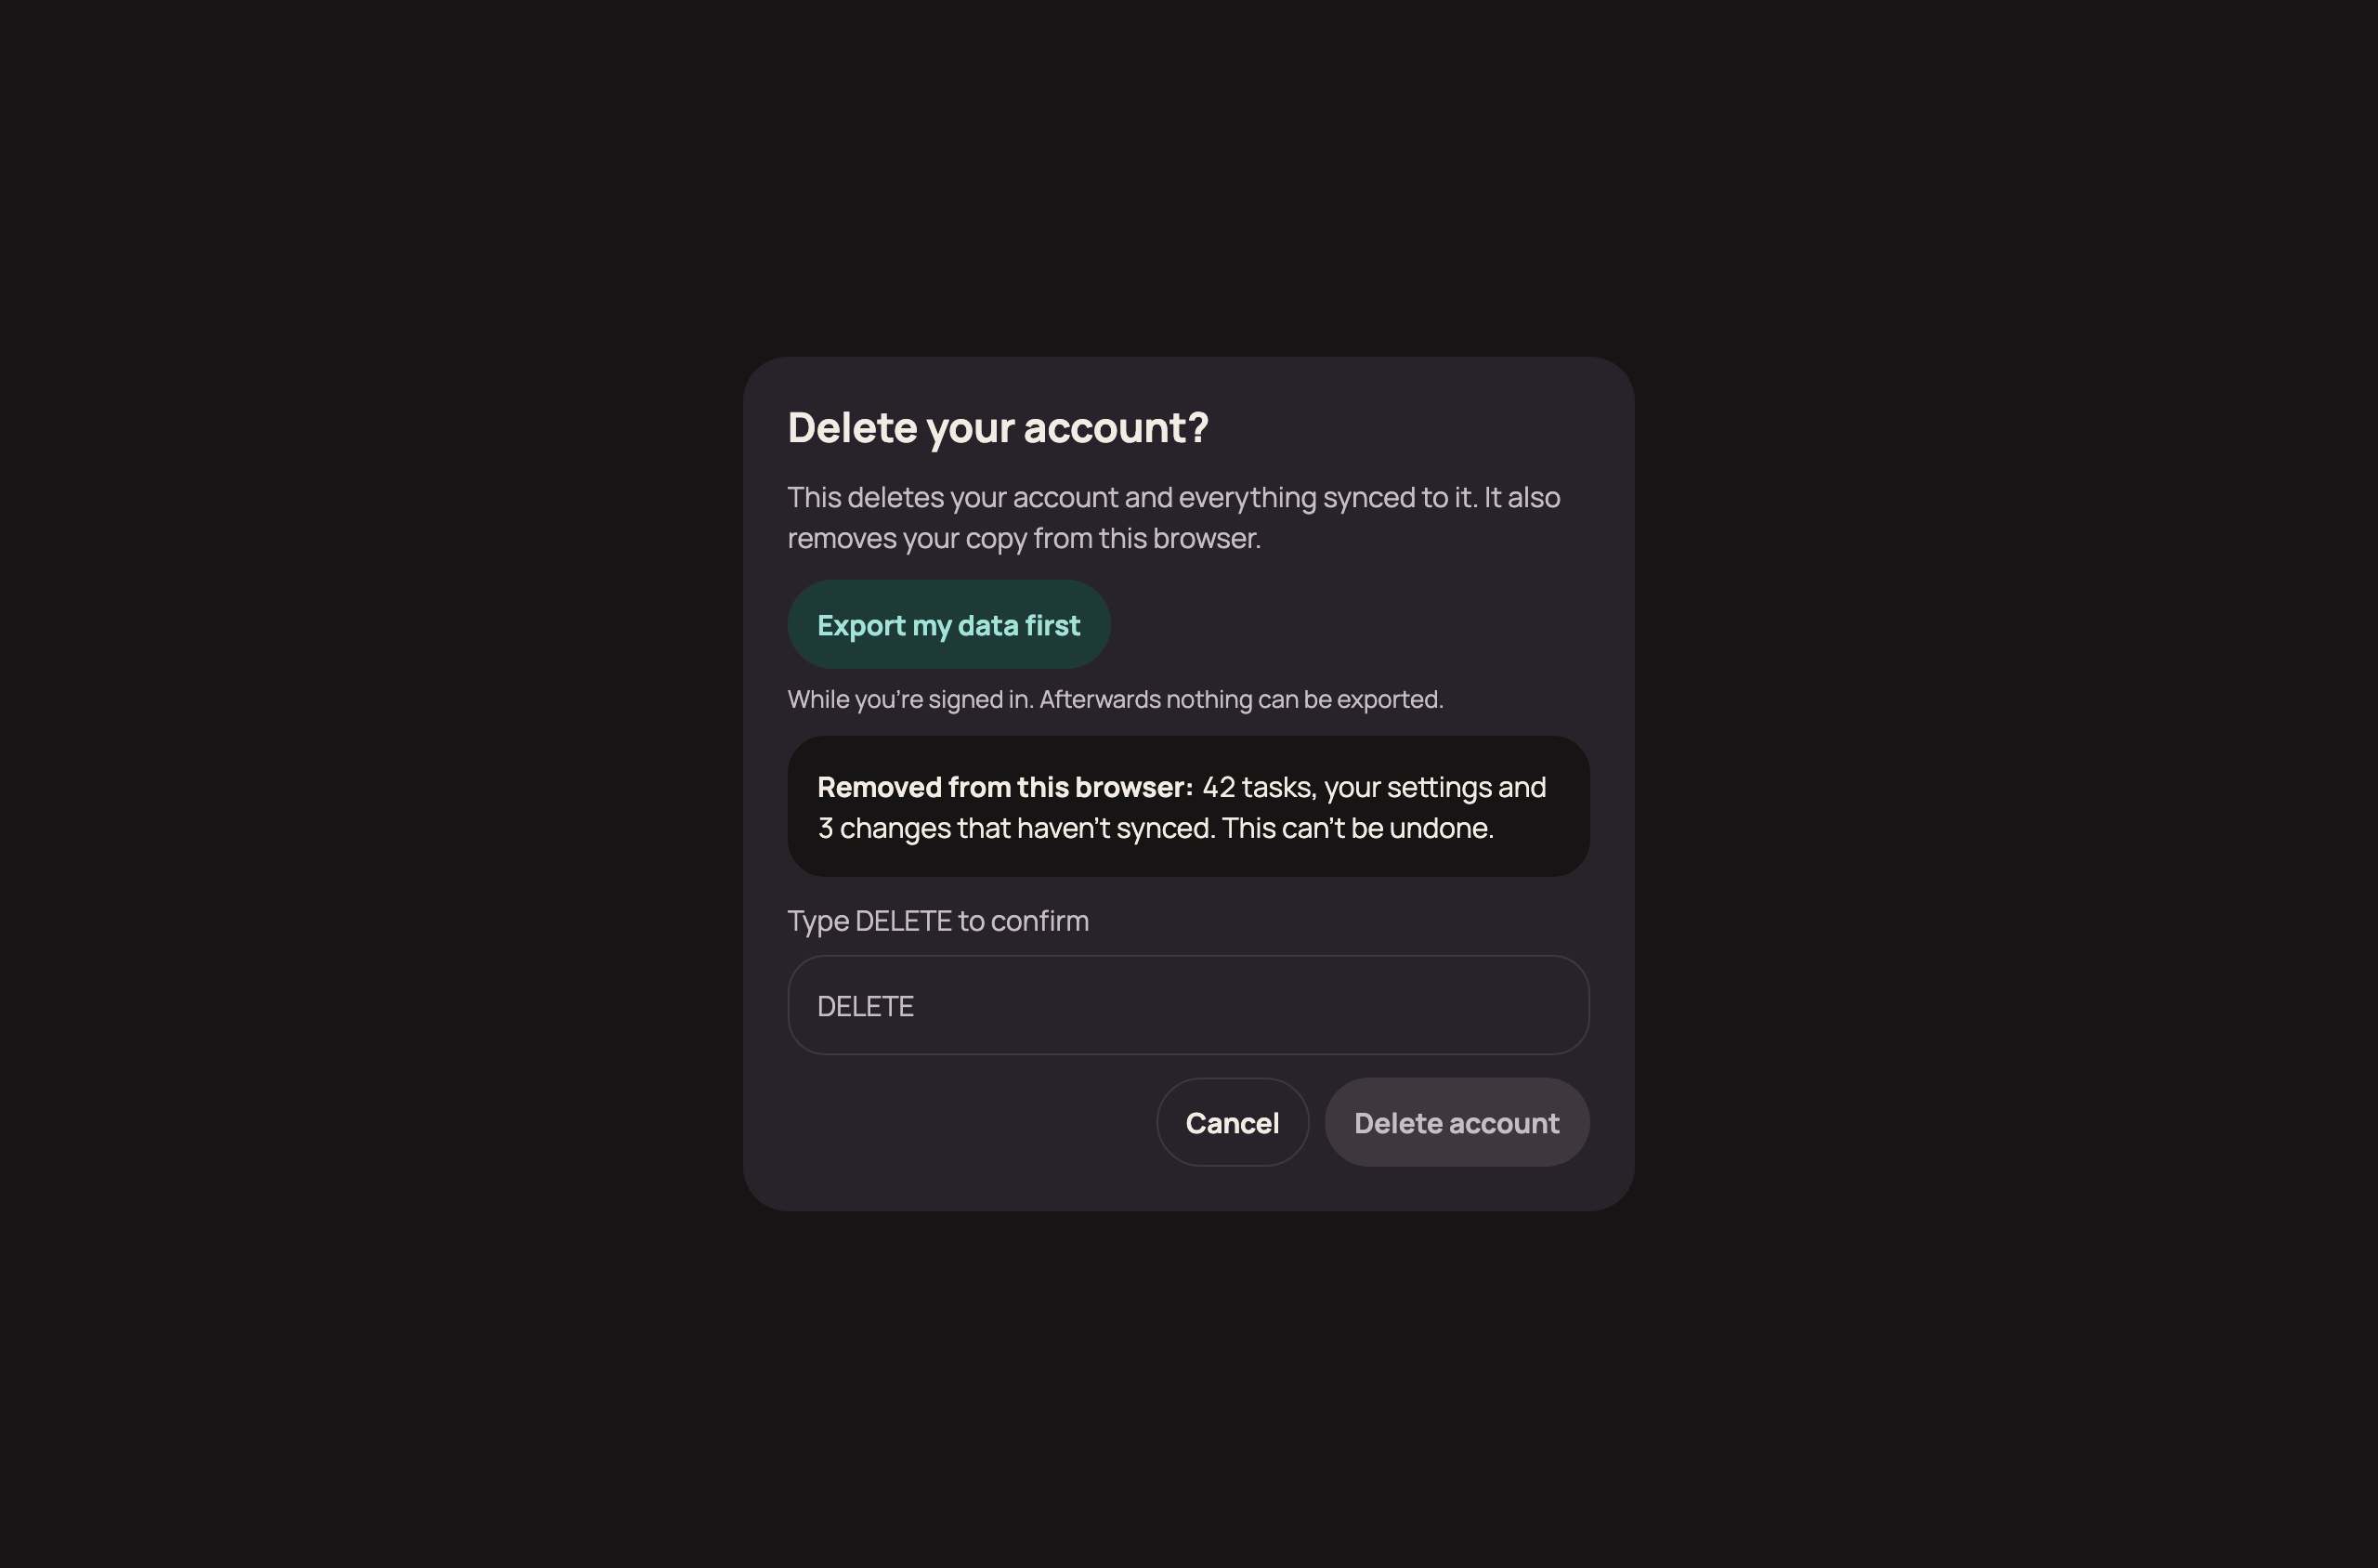 Delete your account?
This deletes your account and everything synced to it. It also
removes your copy from this browser.
Export my data first
While you’re signed in. Afterwards nothing can be exported.
Removed from this browser: 42 tasks, your settings and
3 changes that haven’t synced. This can’t be undone.
Type DELETE to confirm
DELETE
Cancel
Delete account